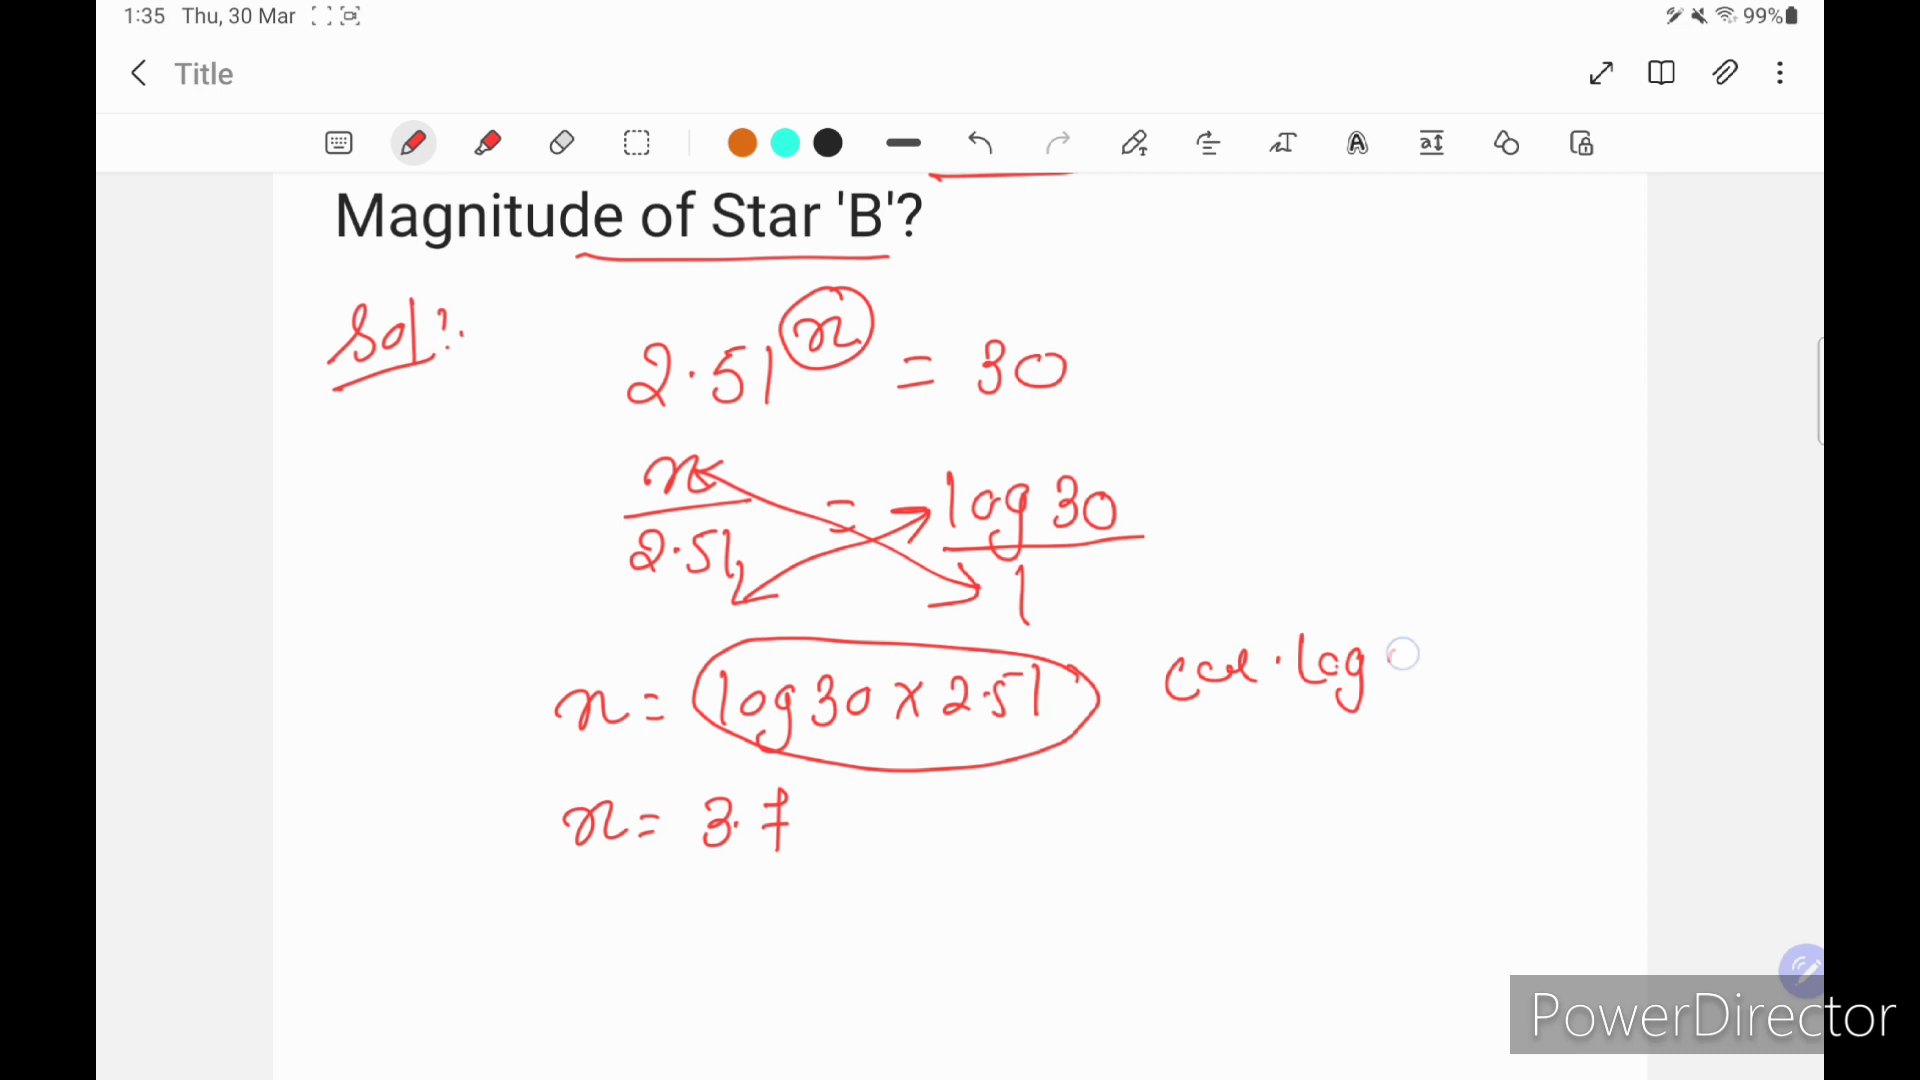 1:35 Thu, 30 Mar 99%
Title
Magnitude of Star 'B'?
Sol:
2.51^x = 30
x/2.51 = log 30/1
x = log 30 x 2.51
cal. log
x = 3.7
PowerDirector